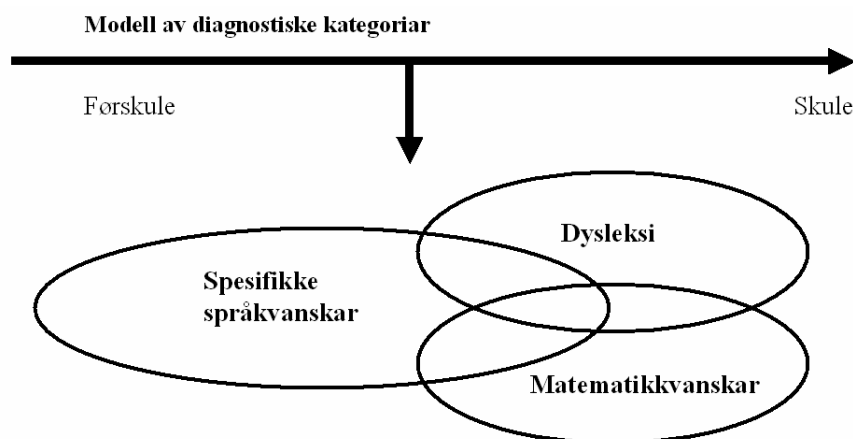 Modell av diagnostiske kategoriar
Førskule
Skule
Dysleksi
Spesifikke
språkvanskar
Matematikkvanskar